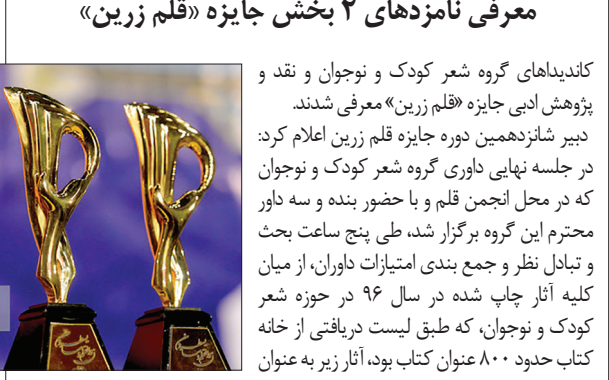 معرفی نامزدهای ۲ بخش جایزه «قلم زرین»
کاندیداهای گروه شعر کودک و نوجوان و نقد و
پژوهش ادبی جایزه «قلم زرین» معرفی شدند.
دبیر شانزدهمین دوره جایزه قلم زرین اعلام کرد:
در جلسه نهایی داوری گروه شعر کودک و نوجوان
که در محل انجمن قلم و با حضور بنده و سه داور
محترم این گروه برگزار شد، طی پنج ساعت بحث
و تبادل نظر و جمع بندی امتیازات داوران، از میان
کلیه آثار چاپ شده در سال ۹۶ در حوزه شعر
کودک و نوجوان، که طبق لیست دریافتی از خانه
کتاب حدود ۸۰۰ عنوان کتاب بود، آثار زیر به عنوان